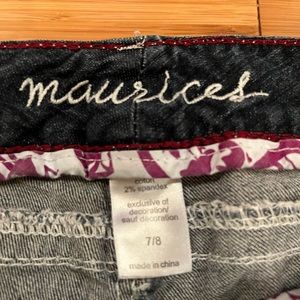 maurices
cotton
2% spandex
exclusive of
decoration/
sauf décoration
7/8
made in china